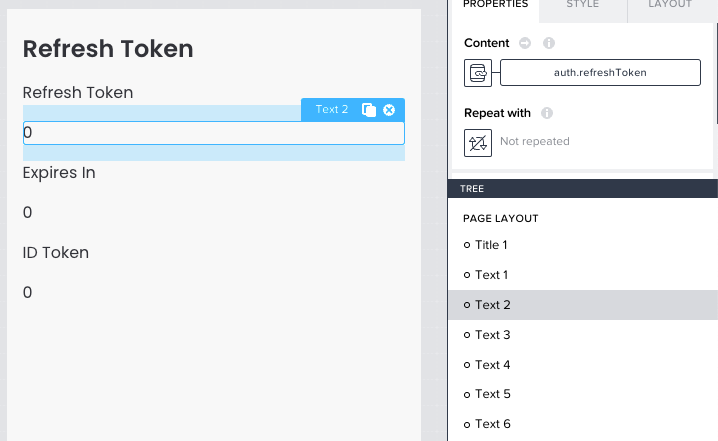 PROPERTIES STYLE LAYOUT
Refresh Token
Refresh Token
Text 2
0
Expires In
0
ID Token
0
Content
auth.refreshToken
Repeat with
Not repeated
TREE
PAGE LAYOUT
Title 1
Text 1
Text 2
Text 3
Text 4
Text 5
Text 6